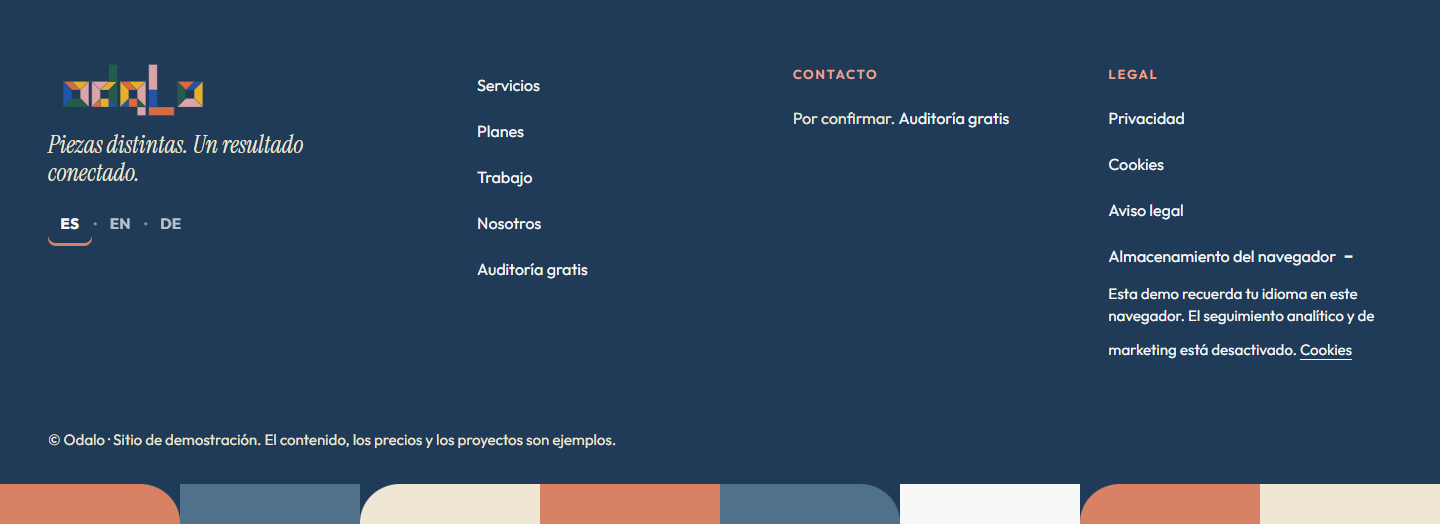 odalo
Piezas distintas. Un resultado
conectado.
ES · EN · DE
Servicios
Planes
Trabajo
Nosotros
Auditoría gratis
CONTACTO
Por confirmar. Auditoría gratis
LEGAL
Privacidad
Cookies
Aviso legal
Almacenamiento del navegador –
Esta demo recuerda tu idioma en este
navegador. El seguimiento analítico y de
marketing está desactivado. Cookies
© Odalo · Sitio de demostración. El contenido, los precios y los proyectos son ejemplos.